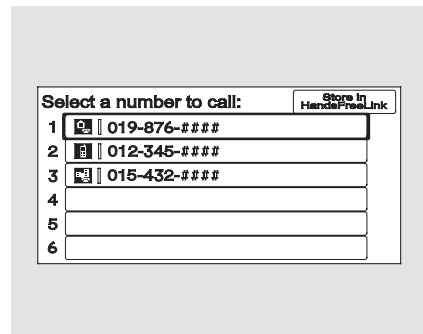 Select a number to call:
Store in
HandsFreeLink
1 019-876-####
2 012-345-####
3 015-432-####
4
5
6